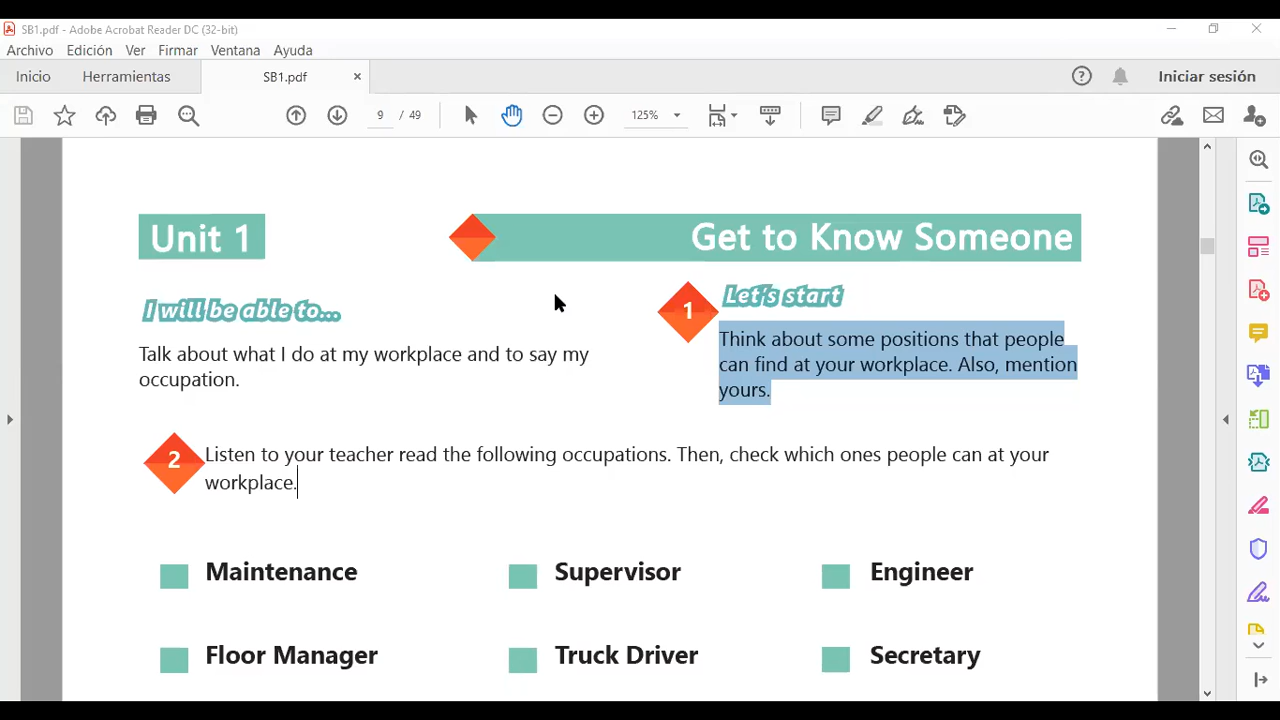 SB1.pdf - Adobe Acrobat Reader DC (32-bit)
Archivo Edición Ver Firmar Ventana Ayuda
Inicio Herramientas SB1.pdf × Iniciar sesión
9 / 49 125%
Unit 1 Get to Know Someone
I will be able to...
Talk about what I do at my workplace and to say my
occupation.
1 Let's start
Think about some positions that people
can find at your workplace. Also, mention
yours.
2 Listen to your teacher read the following occupations. Then, check which ones people can at your
workplace.
Maintenance Supervisor Engineer
Floor Manager Truck Driver Secretary